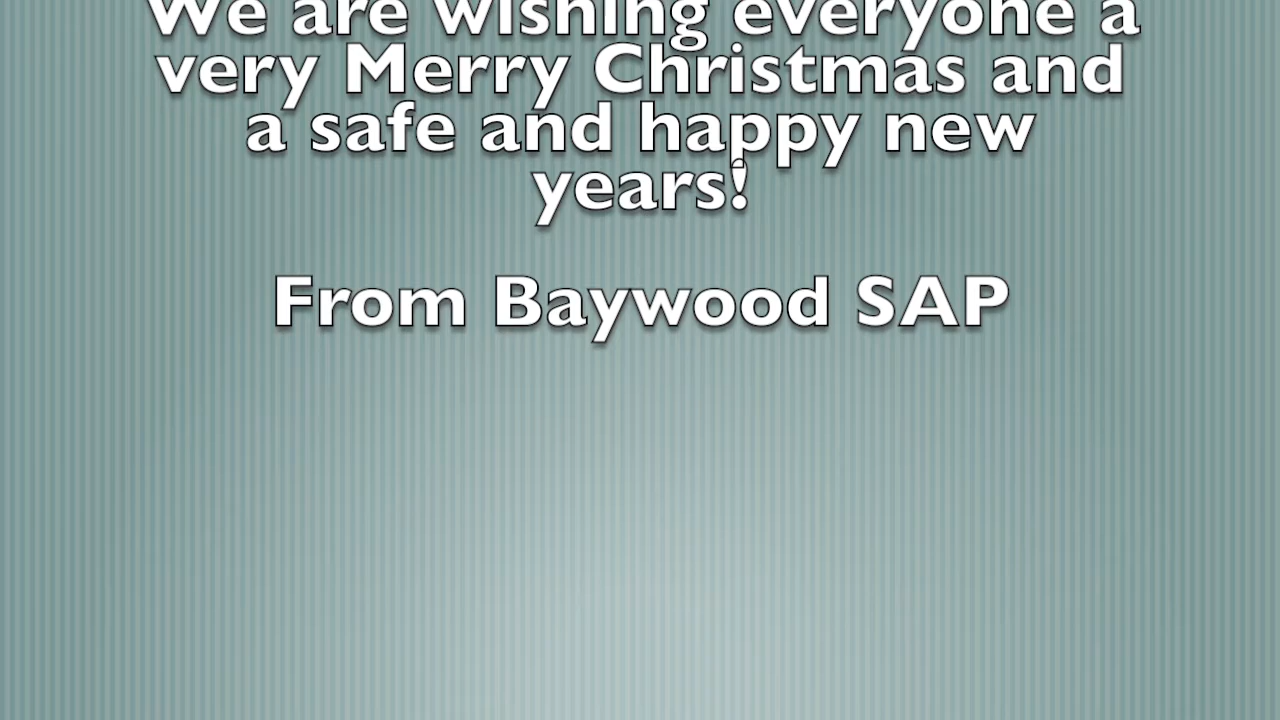 We are wishing everyone a
very Merry Christmas and
a safe and happy new
years!
From Baywood SAP